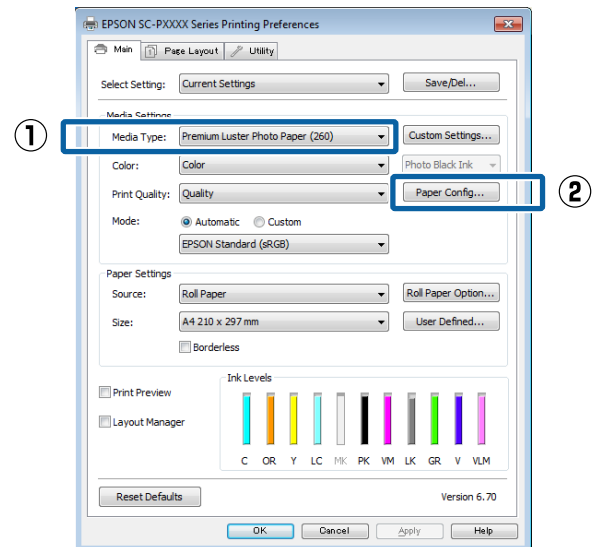 EPSON SC-PXXXX Series Printing Preferences
Main Page Layout Utility
Select Setting: Current Settings Save/Del...
Media Settings
① Media Type: Premium Luster Photo Paper (260) Custom Settings...
Color: Color Photo Black Ink
Print Quality: Quality Paper Config... ②
Mode: Automatic Custom
EPSON Standard (sRGB)
Paper Settings
Source: Roll Paper Roll Paper Option...
Size: A4 210 x 297 mm User Defined...
Borderless
Ink Levels
Print Preview
Layout Manager
C OR Y LC MK PK VM LK GR V VLM
Reset Defaults Version 6.70
OK Cancel Apply Help